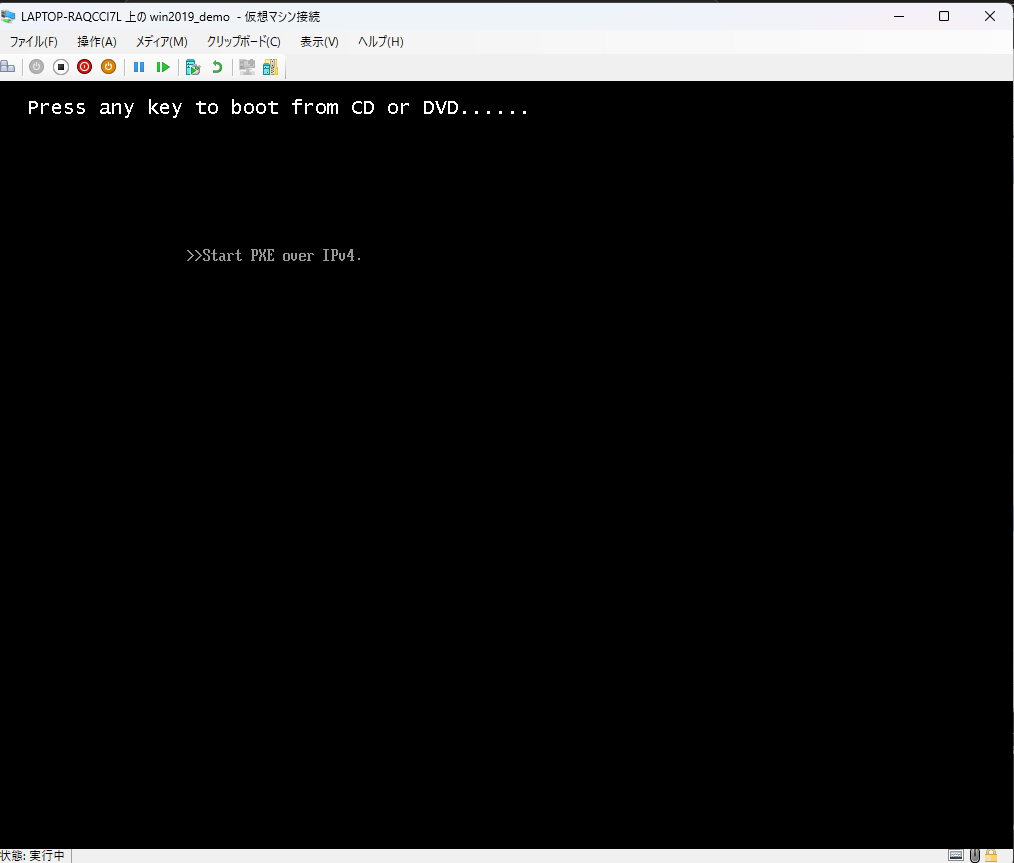 LAPTOP-RAQCCI7L 上の win2019_demo - 仮想マシン接続
ファイル(F) 操作(A) メディア(M) クリップボード(C) 表示(V) ヘルプ(H)
Press any key to boot from CD or DVD......
>>Start PXE over IPv4.
状態: 実行中